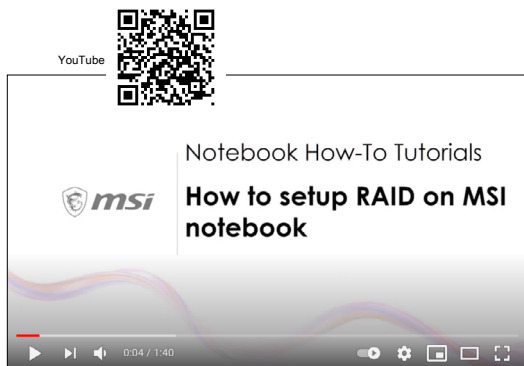 YouTube
Notebook How-To Tutorials
msi
How to setup RAID on MSI
notebook
0:04 / 1:40